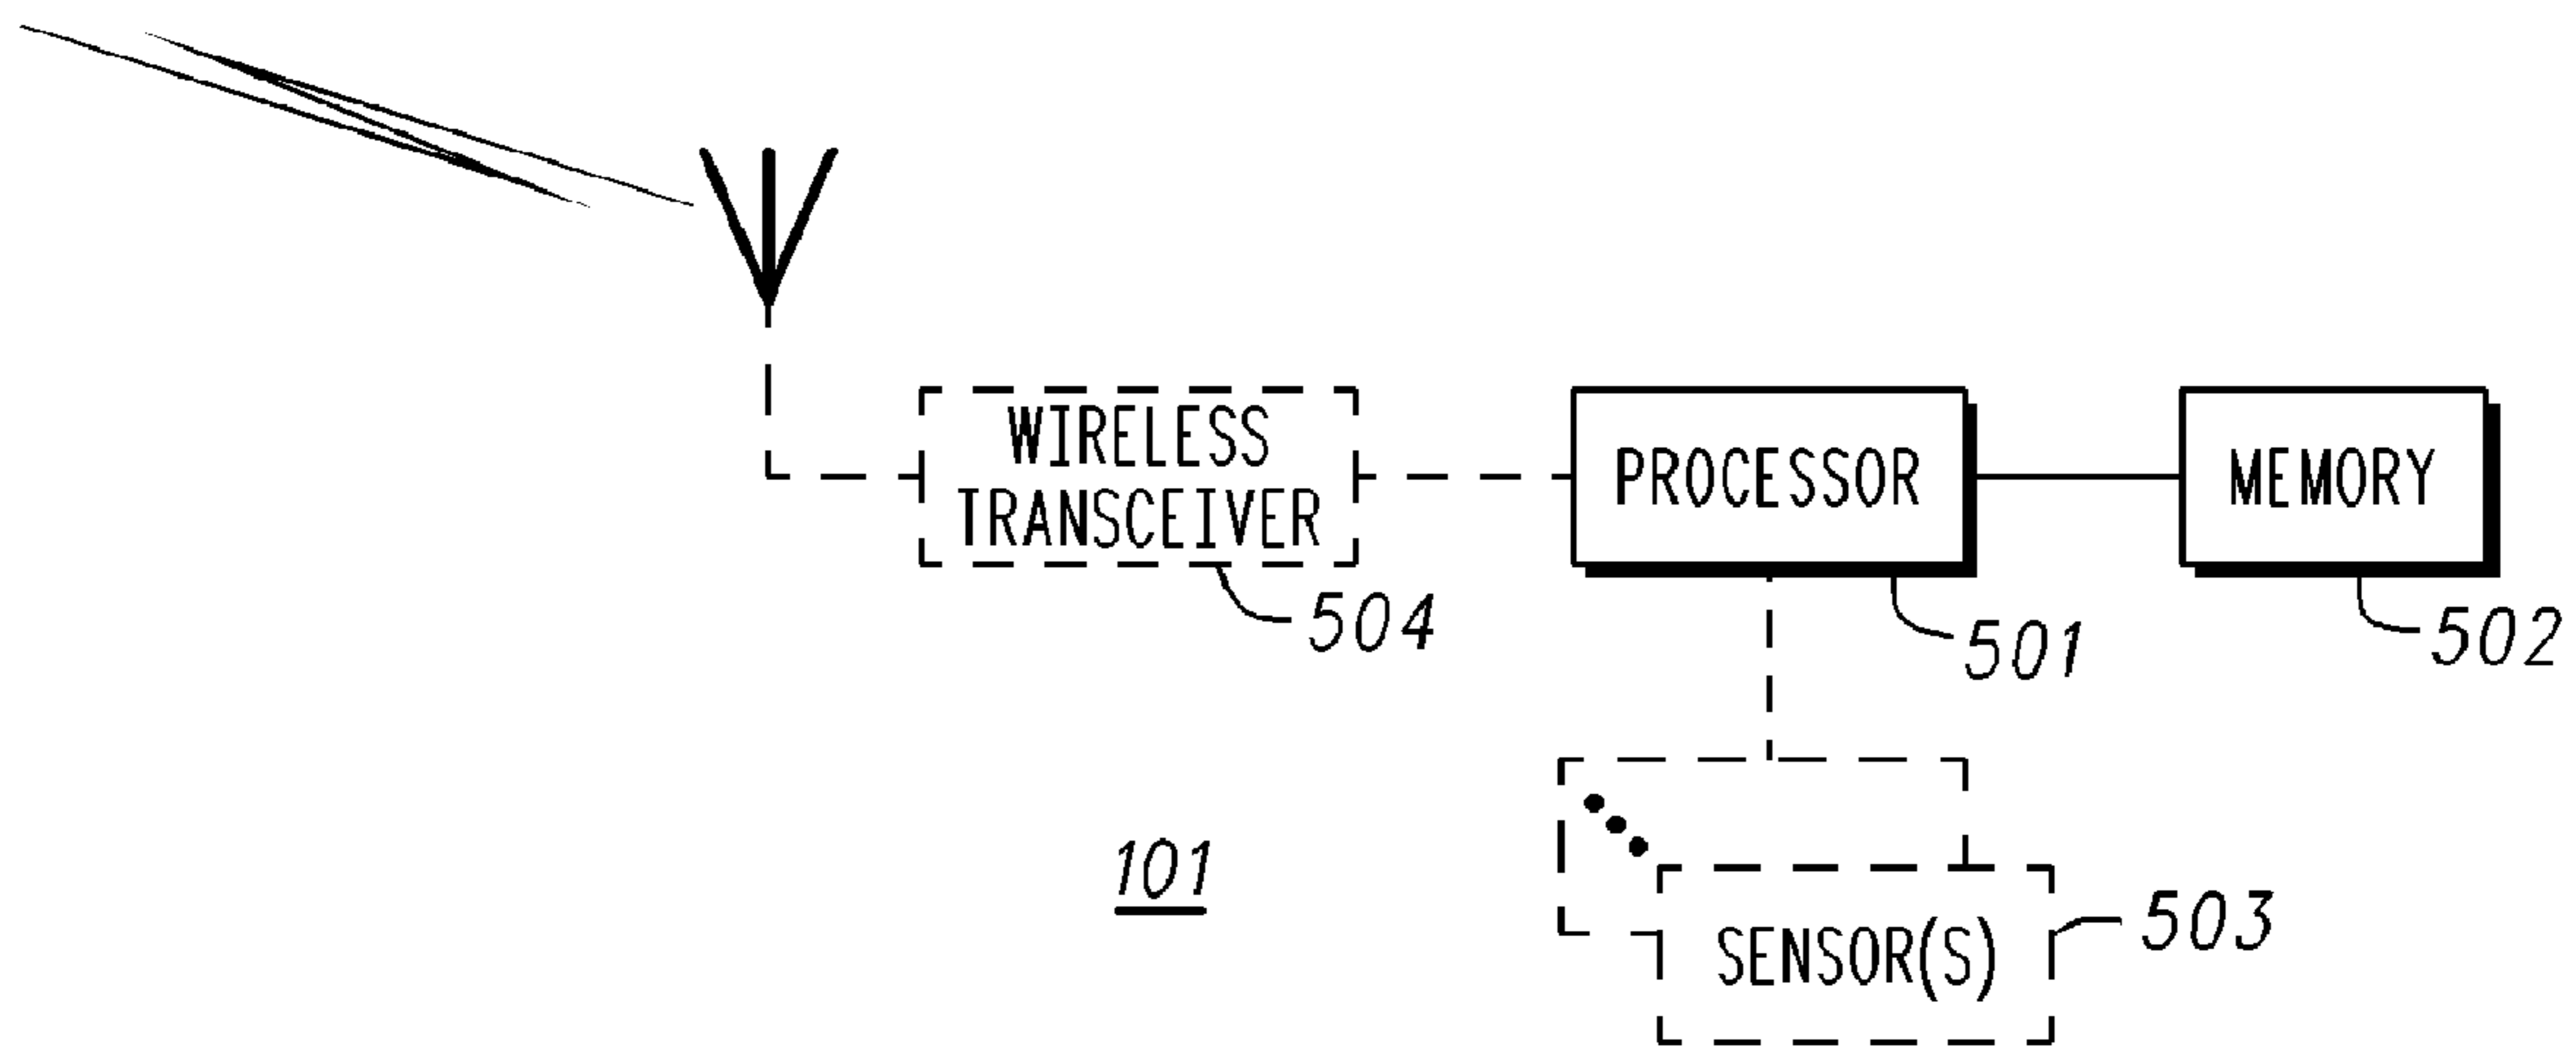 WIRELESS
TRANSCEIVER
504
PROCESSOR
501
MEMORY
502
101
SENSOR(S)
503